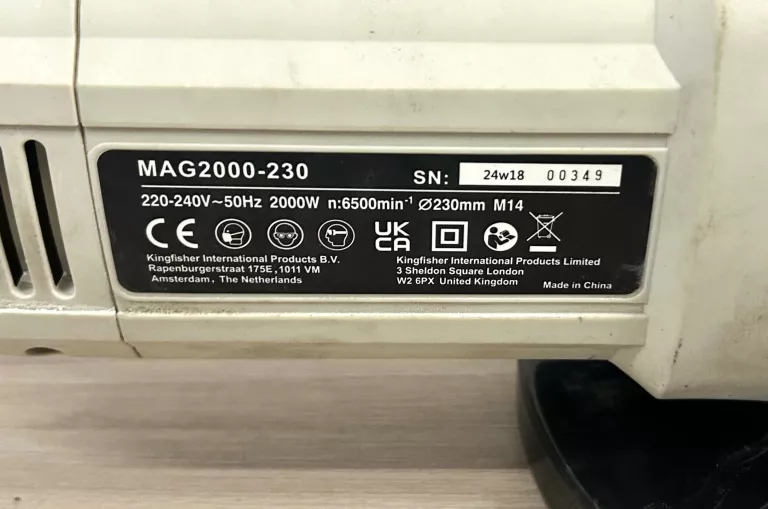 MAG2000-230 SN: 24w18 00349
220-240V~50Hz 2000W n:6500min⁻¹ Ø230mm M14
CE UK CA
Kingfisher International Products B.V.
Rapenburgerstraat 175E, 1011 VM
Amsterdam, The Netherlands
Kingfisher International Products Limited
3 Sheldon Square London
W2 6PX United Kingdom
Made in China